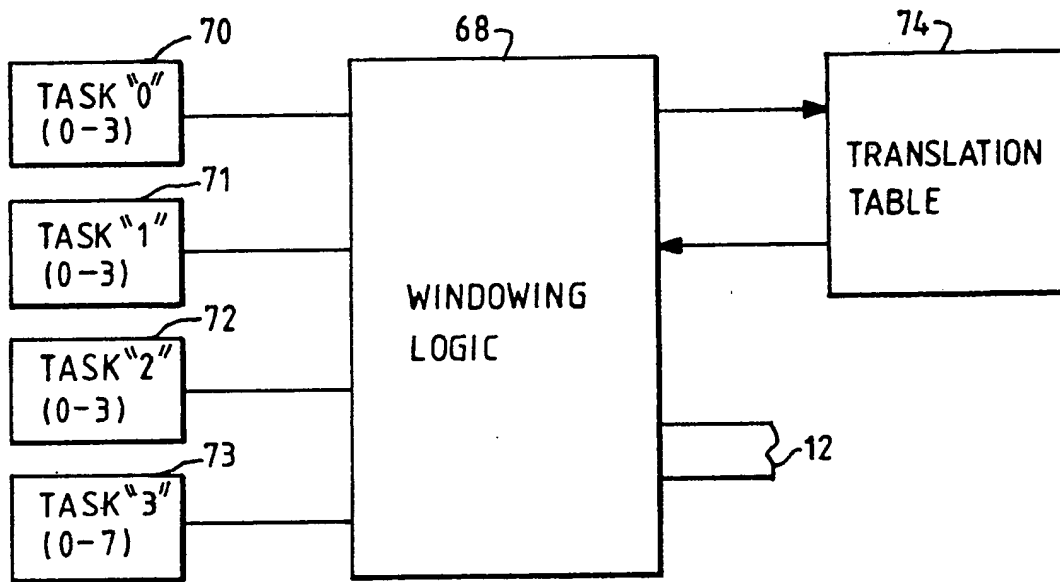 70
TASK "0"
(0-3)
71
TASK "1"
(0-3)
72
TASK "2"
(0-3)
73
TASK "3"
(0-7)
68
WINDOWING
LOGIC
74
TRANSLATION
TABLE
12